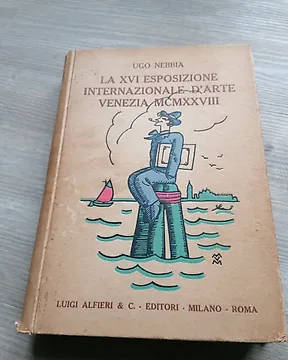 UGO NEBBIA
LA XVI ESPOSIZIONE
INTERNAZIONALE D'ARTE
VENEZIA MCMXXVIII
LUIGI ALFIERI & C. - EDITORI - MILANO - ROMA